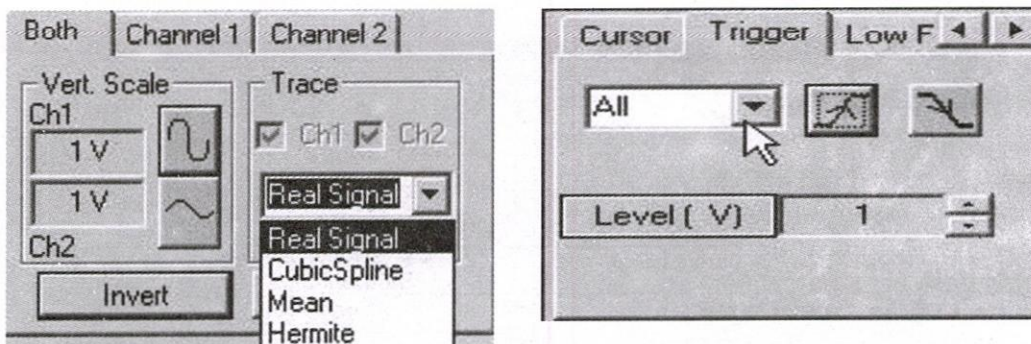 Both Channel 1 Channel 2
Vert. Scale
Ch1
1 V
1 V
Ch2
Invert
Trace
Ch1 Ch2
Real Signal
Real Signal
CubicSpline
Mean
Hermite
Cursor Trigger Low F
All
Level ( V) 1